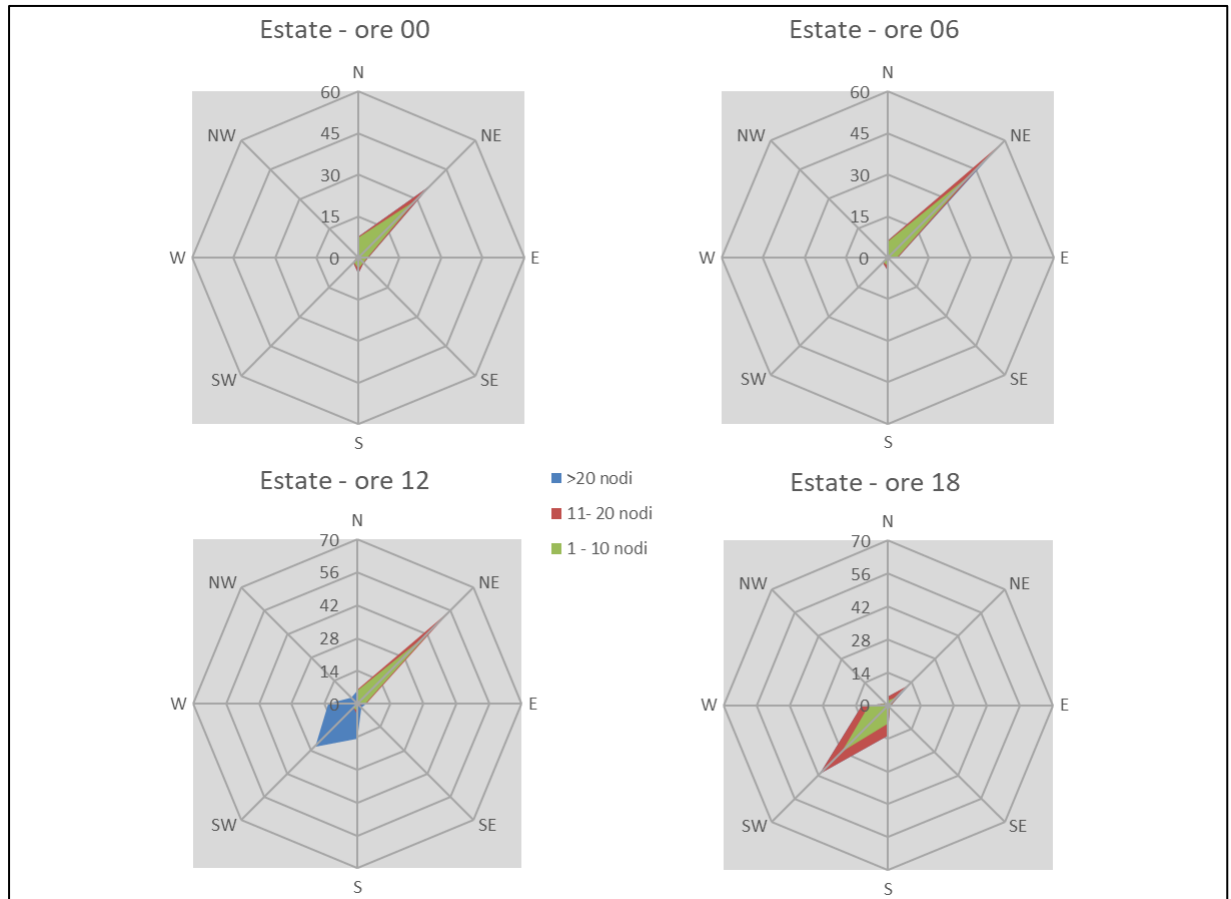 Estate - ore 00
N
60
45
30
15
0
NW
NE
W
E
SW
SE
S
Estate - ore 06
N
60
45
30
15
0
NW
NE
W
E
SW
SE
S
Estate - ore 12
N
70
56
42
28
14
0
NW
NE
W
E
SW
SE
S
>20 nodi
11- 20 nodi
1 - 10 nodi
Estate - ore 18
N
70
56
42
28
14
0
NW
NE
W
E
SW
SE
S